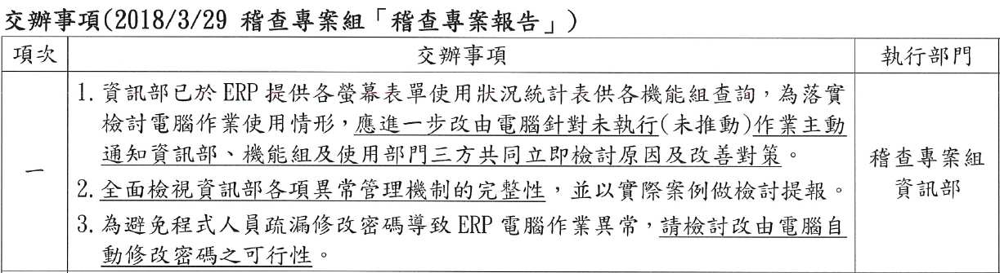 交辦事項(2018/3/29 稽查專案組「稽查專案報告」)
項次 交辦事項 執行部門
一
1. 資訊部已於 ERP 提供各螢幕表單使用狀況統計表供各機能組查詢，為落實
檢討電腦作業使用情形，應進一步改由電腦針對未執行(未推動)作業主動
通知資訊部、機能組及使用部門三方共同立即檢討原因及改善對策。
2. 全面檢視資訊部各項異常管理機制的完整性，並以實際案例做檢討提報。
3. 為避免程式人員疏漏修改密碼導致 ERP 電腦作業異常，請檢討改由電腦自
動修改密碼之可行性。
稽查專案組
資訊部